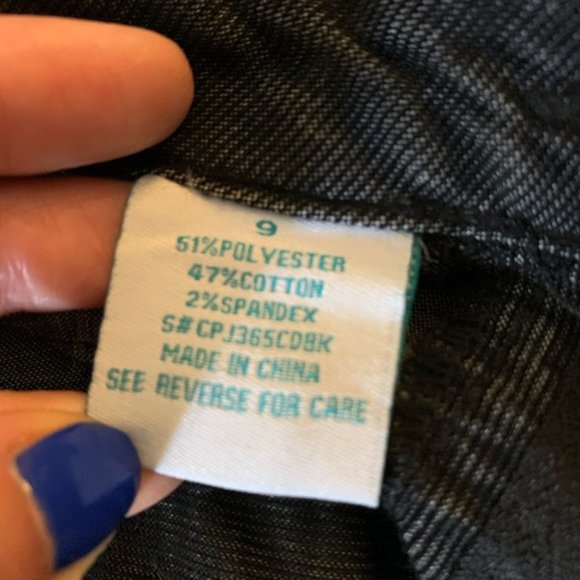 9
51%POLYESTER
47%COTTON
2%SPANDEX
S#CPJ365CDBK
MADE IN CHINA
SEE REVERSE FOR CARE